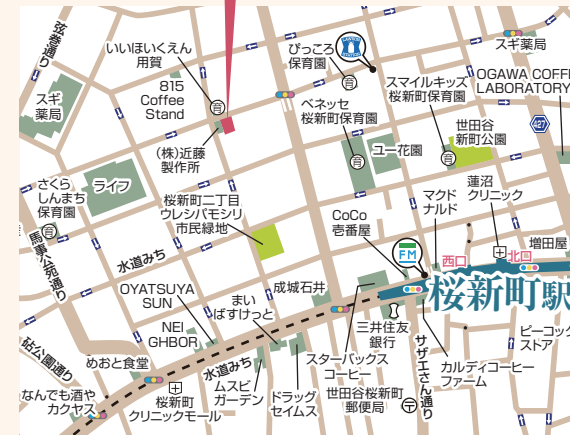 弦巻通り
いいほいくえん
用賀
ぴっころ
保育園
スギ薬局
815
Coffee
Stand
スギ
薬局
育
育
ベネッセ
桜新町保育園
スマイルキッズ
桜新町保育園
OGAWA COFFE
LABORATORY
427
世田谷
新町公園
育
(株)近藤
製作所
育
ユー花園
さくら
しんまち
保育園
育
ライフ
桜新町二丁目
ウレシパモシリ
市民緑地
マクド
ナルド
蓮沼
クリニック
CoCo
壱番屋
FM
西口
北口
増田屋
馬事公苑通り
水道みち
桜新町駅
OYATSUYA
SUN
まい
ばすけっと
成城石井
NEI
GHBOR
三井住友
銀行
ピーコック
ストア
砧公園通り
めおと食堂
水道みち
スターバックス
コーヒー
カルディコーヒー
ファーム
サザエさん通り
なんでも酒や
カクヤス
桜新町
クリニックモール
ムスビ
ガーデン
ドラッグ
セイムス
世田谷桜新町
郵便局